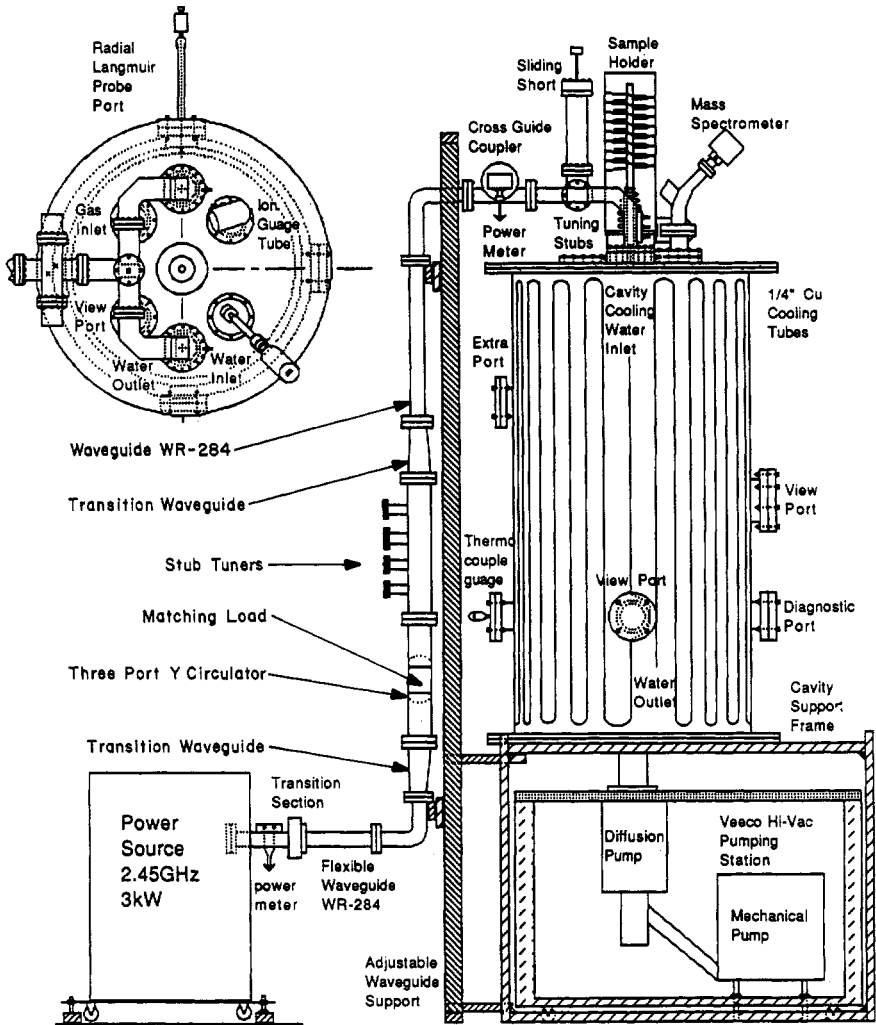 Radial
Langmuir
Probe
Port
Gas
Inlet
Ion
Guage
Tube
View
Port
Water
Outlet
Water
Inlet
Sliding
Short
Sample
Holder
Mass
Spectrometer
Cross Guide
Coupler
Power
Meter
Tuning
Stubs
Cavity
Cooling
Water
Inlet
1/4" Cu
Cooling
Tubes
Extra
Port
Waveguide WR-284
Transition Waveguide
View
Port
Stub Tuners
Thermo
couple
guage
View Port
Matching Load
Diagnostic
Port
Three Port Y Circulator
Water
Outlet
Cavity
Support
Frame
Transition Waveguide
Transition
Section
Power
Source
2.45GHz
3kW
power
meter
Flexible
Waveguide
WR-284
Diffusion
Pump
Veeco Hi-Vac
Pumping
Station
Mechanical
Pump
Adjustable
Waveguide
Support